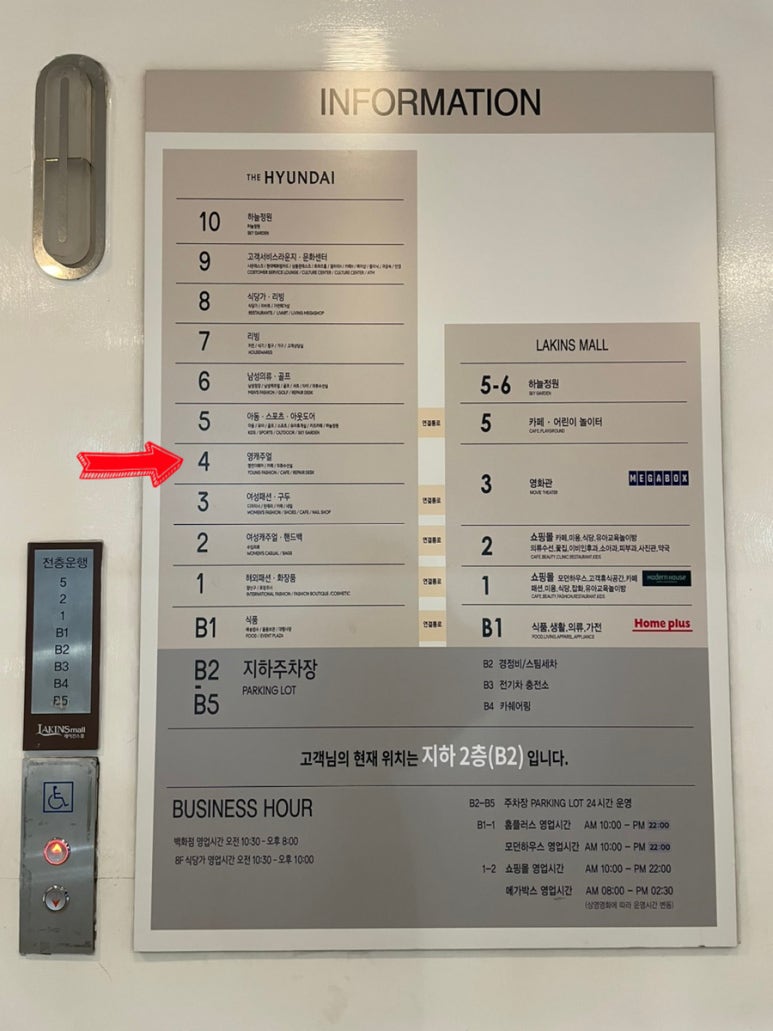 INFORMATION
THE HYUNDAI
10 하늘정원
하늘정원
SKY GARDEN
9 고객서비스라운지 · 문화센터
COSTOMER SERVICE LOUNGE / CULTURE CENTER / CULTURE CENTER / ATM
8 식당가 · 리빙
RESTAURANTS / LIVART / LIVING MEGASHOP
7 리빙
HOUSEWARES
6 남성의류 · 골프
MEN'S FASHION / GOLF / REPAIR DESK
5 아동 · 스포츠 · 아웃도어
KIDS / SPORTS / OUTDOOR / SKY GARDEN
연결통로
4 영캐주얼
YOUNG FASHION / CAFE / REPAIR DESK
3 여성패션 · 구두
WOMEN'S FASHION / SHOES / CAFE / NAIL SHOP
연결통로
2 여성캐주얼 · 핸드백
WOMEN'S CASUAL / BAGS
연결통로
1 해외패션 · 화장품
INTERNATIONAL FASHION / FASHION BOUTIQUE /COSMETIC
연결통로
B1 식품
FOOD / EVENT PLAZA
연결통로
LAKINS MALL
5-6 하늘정원
SKY GARDEN
5 카페 · 어린이 놀이터
CAFE,PLAYGROUND
3 영화관
MOVIE THEATER
MEGABOX
2 쇼핑몰 카페,미용,식당,유아교육놀이방
의류수선,꽃집,이비인후과,소아과,피부과,사진관,약국
CAFE,BEAUTY,CLINIC,RESTAURANT,KIDS
1 쇼핑몰 모던하우스,고객휴식공간,카페
패션,미용,식당,잡화,유아교육놀이방
CAFE,BEAUTY,FASHION,RESTAURANT,KIDS
modern house
B1 식품,생활,의류,가전
FOOD,LIVING,APPAREL,APPLIANCE
Home plus
B2
-
B5
지하주차장
PARKING LOT
B2 경정비/스팀세차
B3 전기차 충전소
B4 카쉐어링
고객님의 현재 위치는 지하 2층(B2) 입니다.
BUSINESS HOUR
백화점 영업시간 오전 10:30 - 오후 8:00
8F 식당가 영업시간 오전 10:30 - 오후 10:00
B2-B5 주차장 PARKING LOT 24시간 운영
B1-1 홈플러스 영업시간 AM 10:00 - PM 22:00
모던하우스 영업시간 AM 10:00 - PM 22:00
1-2 쇼핑몰 영업시간 AM 10:00 - PM 22:00
메가박스 영업시간 AM 08:00 - PM 02:30
(상영영화에 따라 운영시간 변동)
전층운행
5
2
1
B1
B2
B3
B4
B5
LAKINSmall
레이킨스몰